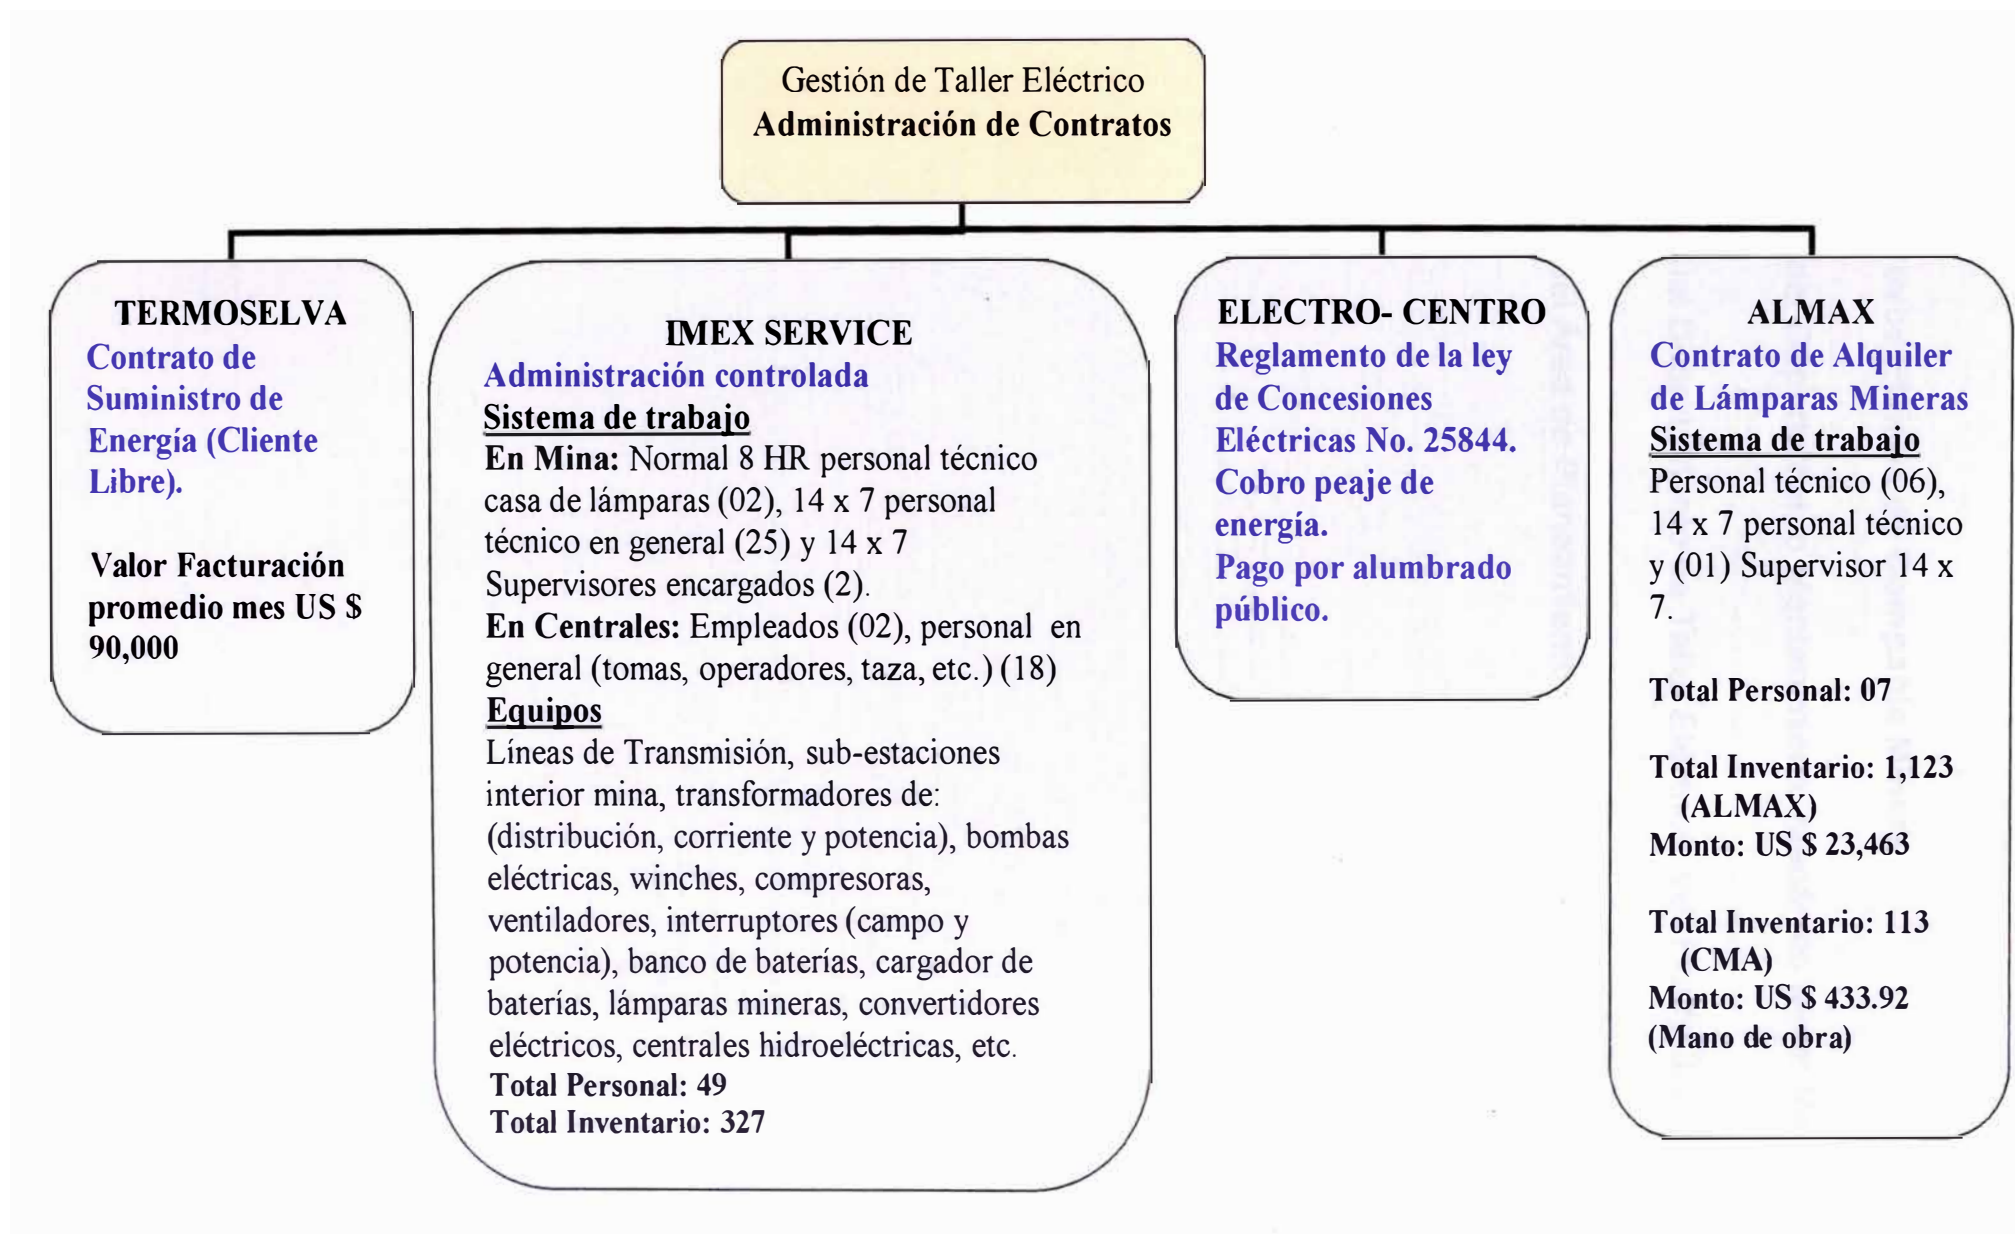 Gestión de Taller Eléctrico
Administración de Contratos
TERMOSELVA
Contrato de
Suministro de
Energía (Cliente
Libre).
Valor Facturación
promedio mes US $
90,000
IMEX SERVICE
Administración controlada
Sistema de trabajo
En Mina: Normal 8 HR personal técnico
casa de lámparas (02), 14 x 7 personal
técnico en general (25) y 14 x 7
Supervisores encargados (2).
En Centrales: Empleados (02), personal en
general (tomas, operadores, taza, etc.) (18)
Equipos
Líneas de Transmisión, sub-estaciones
interior mina, transformadores de:
(distribución, corriente y potencia), bombas
eléctricas, winches, compresoras,
ventiladores, interruptores (campo y
potencia), banco de baterías, cargador de
baterías, lámparas mineras, convertidores
eléctricos, centrales hidroeléctricas, etc.
Total Personal: 49
Total Inventario: 327
ELECTRO- CENTRO
Reglamento de la ley
de Concesiones
Eléctricas No. 25844.
Cobro peaje de
energía.
Pago por alumbrado
público.
ALMAX
Contrato de Alquiler
de Lámparas Mineras
Sistema de trabajo
Personal técnico (06),
14 x 7 personal técnico
y (01) Supervisor 14 x
7.
Total Personal: 07
Total Inventario: 1,123
(ALMAX)
Monto: US $ 23,463
Total Inventario: 113
(CMA)
Monto: US $ 433.92
(Mano de obra)